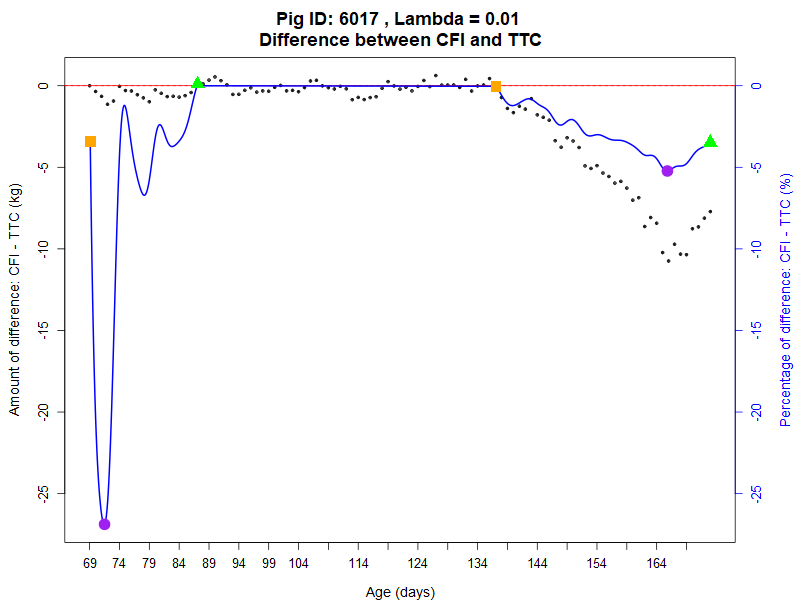 Pig ID: 6017 , Lambda = 0.01
Difference between CFI and TTC
Amount of difference: CFI - TTC (kg)
0
-5
-10
-15
-20
-25
0
-5
-10
-15
-20
-25
Percentage of difference: CFI - TTC (%)
69 74 79 84 89 94 99 104 114 124 134 144 154 164
Age (days)